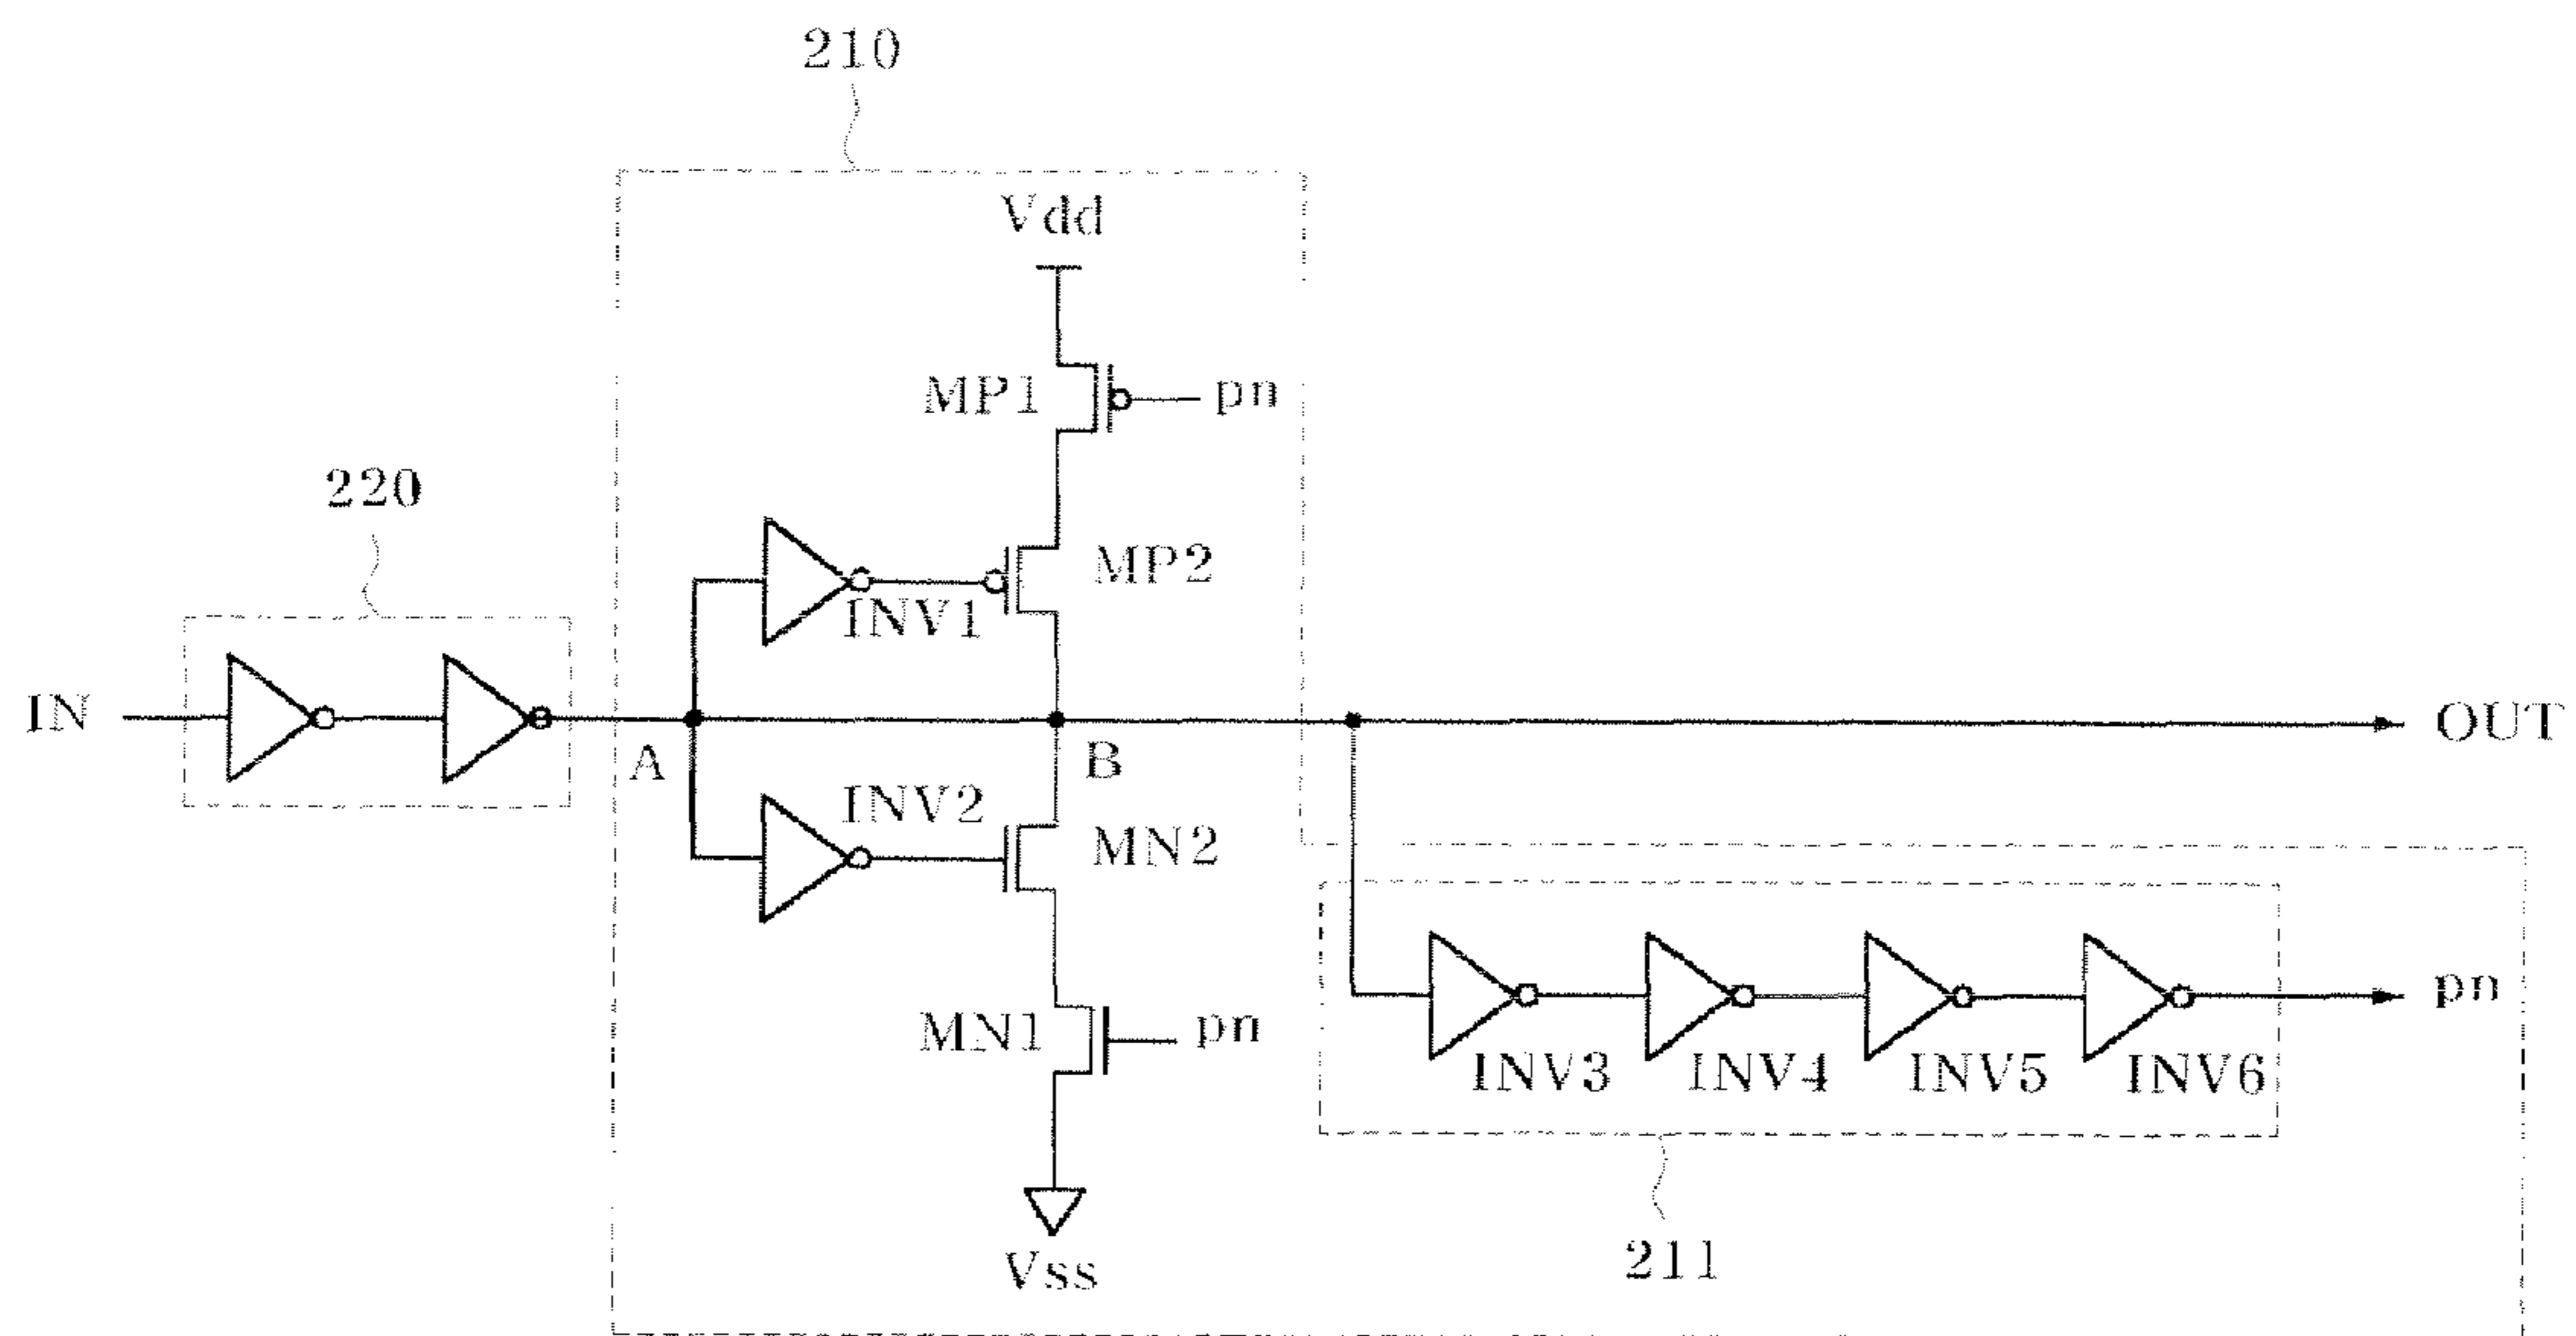 210
Vdd
MP1
pn
220
MP2
INV1
IN
OUT
A
B
INV2
MN2
MN1
pn
pn
INV3
INV4
INV5
INV6
211
Vss